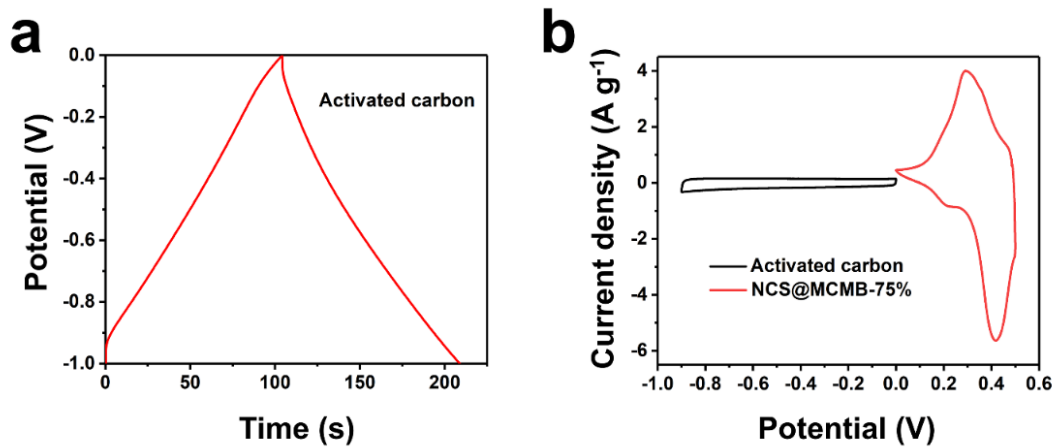 a
0.0
-0.2
-0.4
-0.6
-0.8
-1.0
Potential (V)
Activated carbon
0 50 100 150 200
Time (s)
b
4
2
0
-2
-4
-6
Current density (A g⁻¹)
Activated carbon
NCS@MCMB-75%
-1.0 -0.8 -0.6 -0.4 -0.2 0.0 0.2 0.4 0.6
Potential (V)